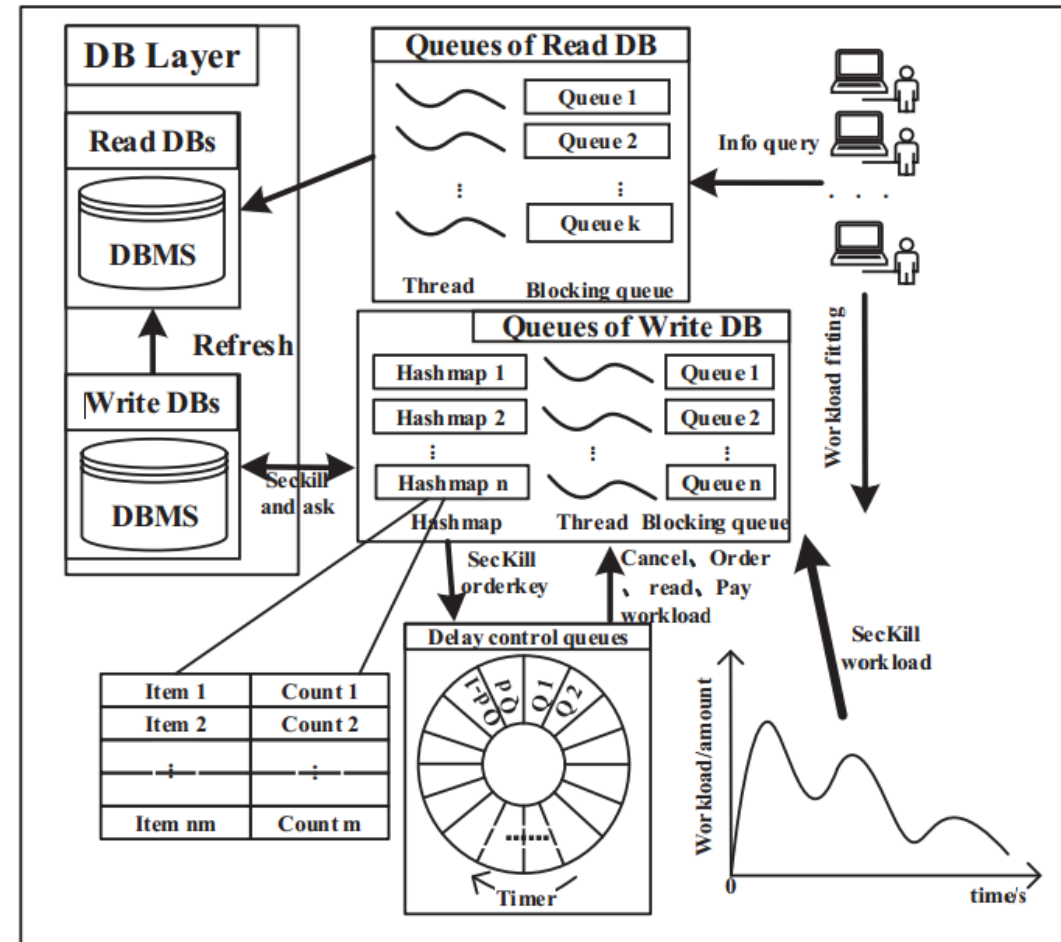 DB Layer
Read DBs
DBMS
Refresh
Write DBs
DBMS
Queues of Read DB
Queue 1
Queue 2
⋮
⋮
Queue k
Thread
Blocking queue
Info query
. . .
Workload fitting
Queues of Write DB
Hashmap 1
Queue 1
Hashmap 2
Queue 2
⋮
⋮
⋮
Hashmap n
Queue n
Hashmap
Thread
Blocking queue
Seckill
and ask
SecKill
orderkey
Cancel、Order
、read、Pay
workload
SecKill
workload
Item 1
Count 1
Item 2
Count 2
⋮
⋮
Item nm
Count m
Delay control queues
Qd-1
Qd
Q1
Q2
......
Timer
Workload/amount
0
time/s